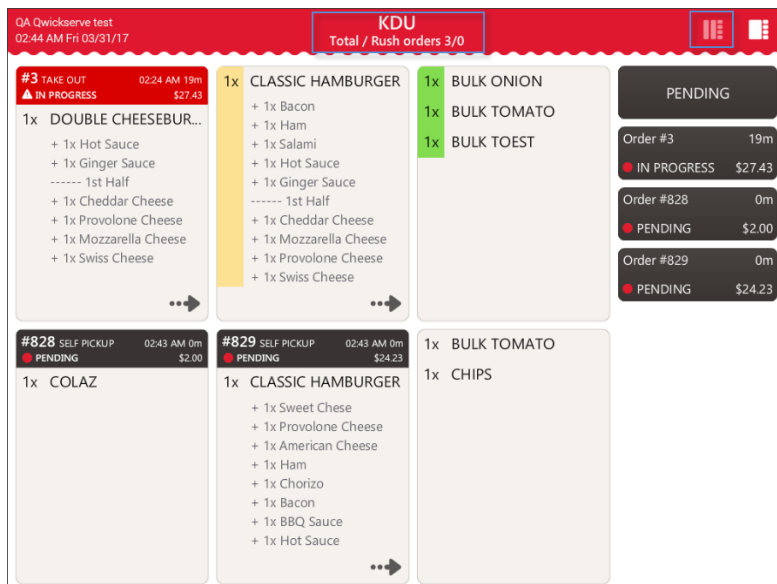 QA Qwickserve test
02:44 AM Fri 03/31/17
KDU
Total / Rush orders 3/0
#3 TAKE OUT 02:24 AM 19m
IN PROGRESS $27.43
1x DOUBLE CHEESEBUR...
+ 1x Hot Sauce
+ 1x Ginger Sauce
------ 1st Half
+ 1x Cheddar Cheese
+ 1x Provolone Cheese
+ 1x Mozzarella Cheese
+ 1x Swiss Cheese
1x CLASSIC HAMBURGER
+ 1x Bacon
+ 1x Ham
+ 1x Salami
+ 1x Hot Sauce
+ 1x Ginger Sauce
------ 1st Half
+ 1x Cheddar Cheese
+ 1x Mozzarella Cheese
+ 1x Provolone Cheese
+ 1x Swiss Cheese
1x BULK ONION
1x BULK TOMATO
1x BULK TOEST
PENDING
Order #3 19m
IN PROGRESS $27.43
Order #828 0m
PENDING $2.00
Order #829 0m
PENDING $24.23
#828 SELF PICKUP 02:43 AM 0m
PENDING $2.00
1x COLAZ
#829 SELF PICKUP 02:43 AM 0m
PENDING $24.23
1x CLASSIC HAMBURGER
+ 1x Sweet Chese
+ 1x Provolone Cheese
+ 1x American Cheese
+ 1x Ham
+ 1x Chorizo
+ 1x Bacon
+ 1x BBQ Sauce
+ 1x Hot Sauce
1x BULK TOMATO
1x CHIPS